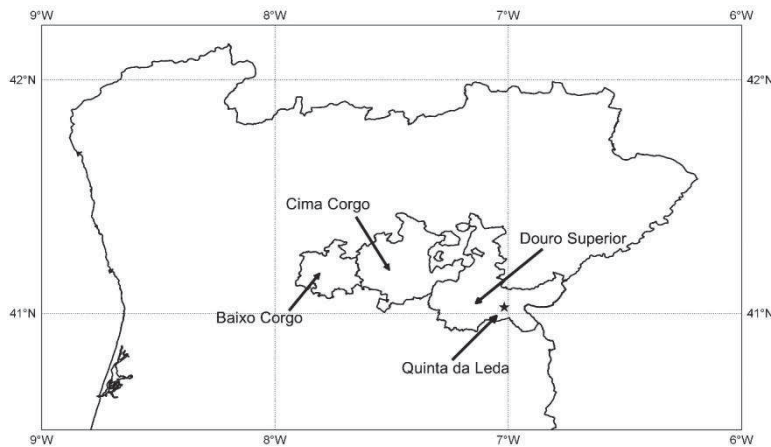 9°W 8°W 7°W 6°W
42°N 42°N
Cima Corgo
Douro Superior
41°N 41°N
Baixo Corgo
Quinta da Leda
9°W 8°W 7°W 6°W